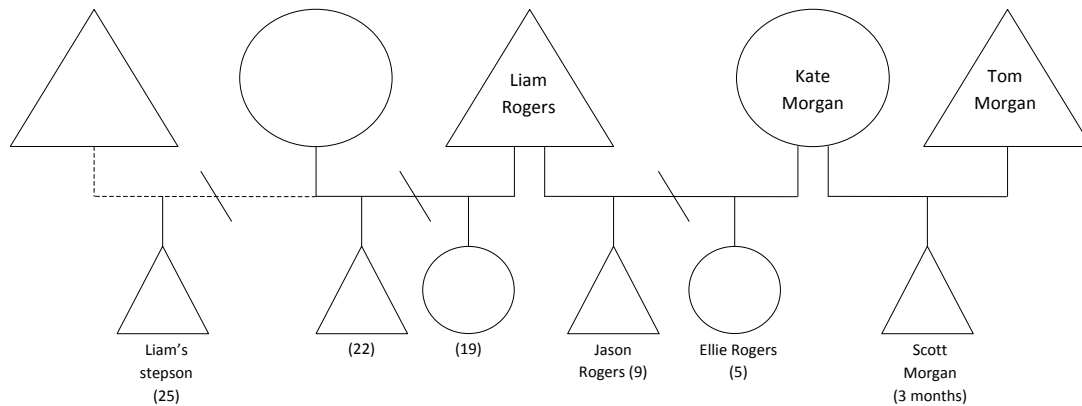 Liam
Rogers
Kate
Morgan
Tom
Morgan
Liam’s
stepson
(25)
(22)
(19)
Jason
Rogers (9)
Ellie Rogers
(5)
Scott
Morgan
(3 months)